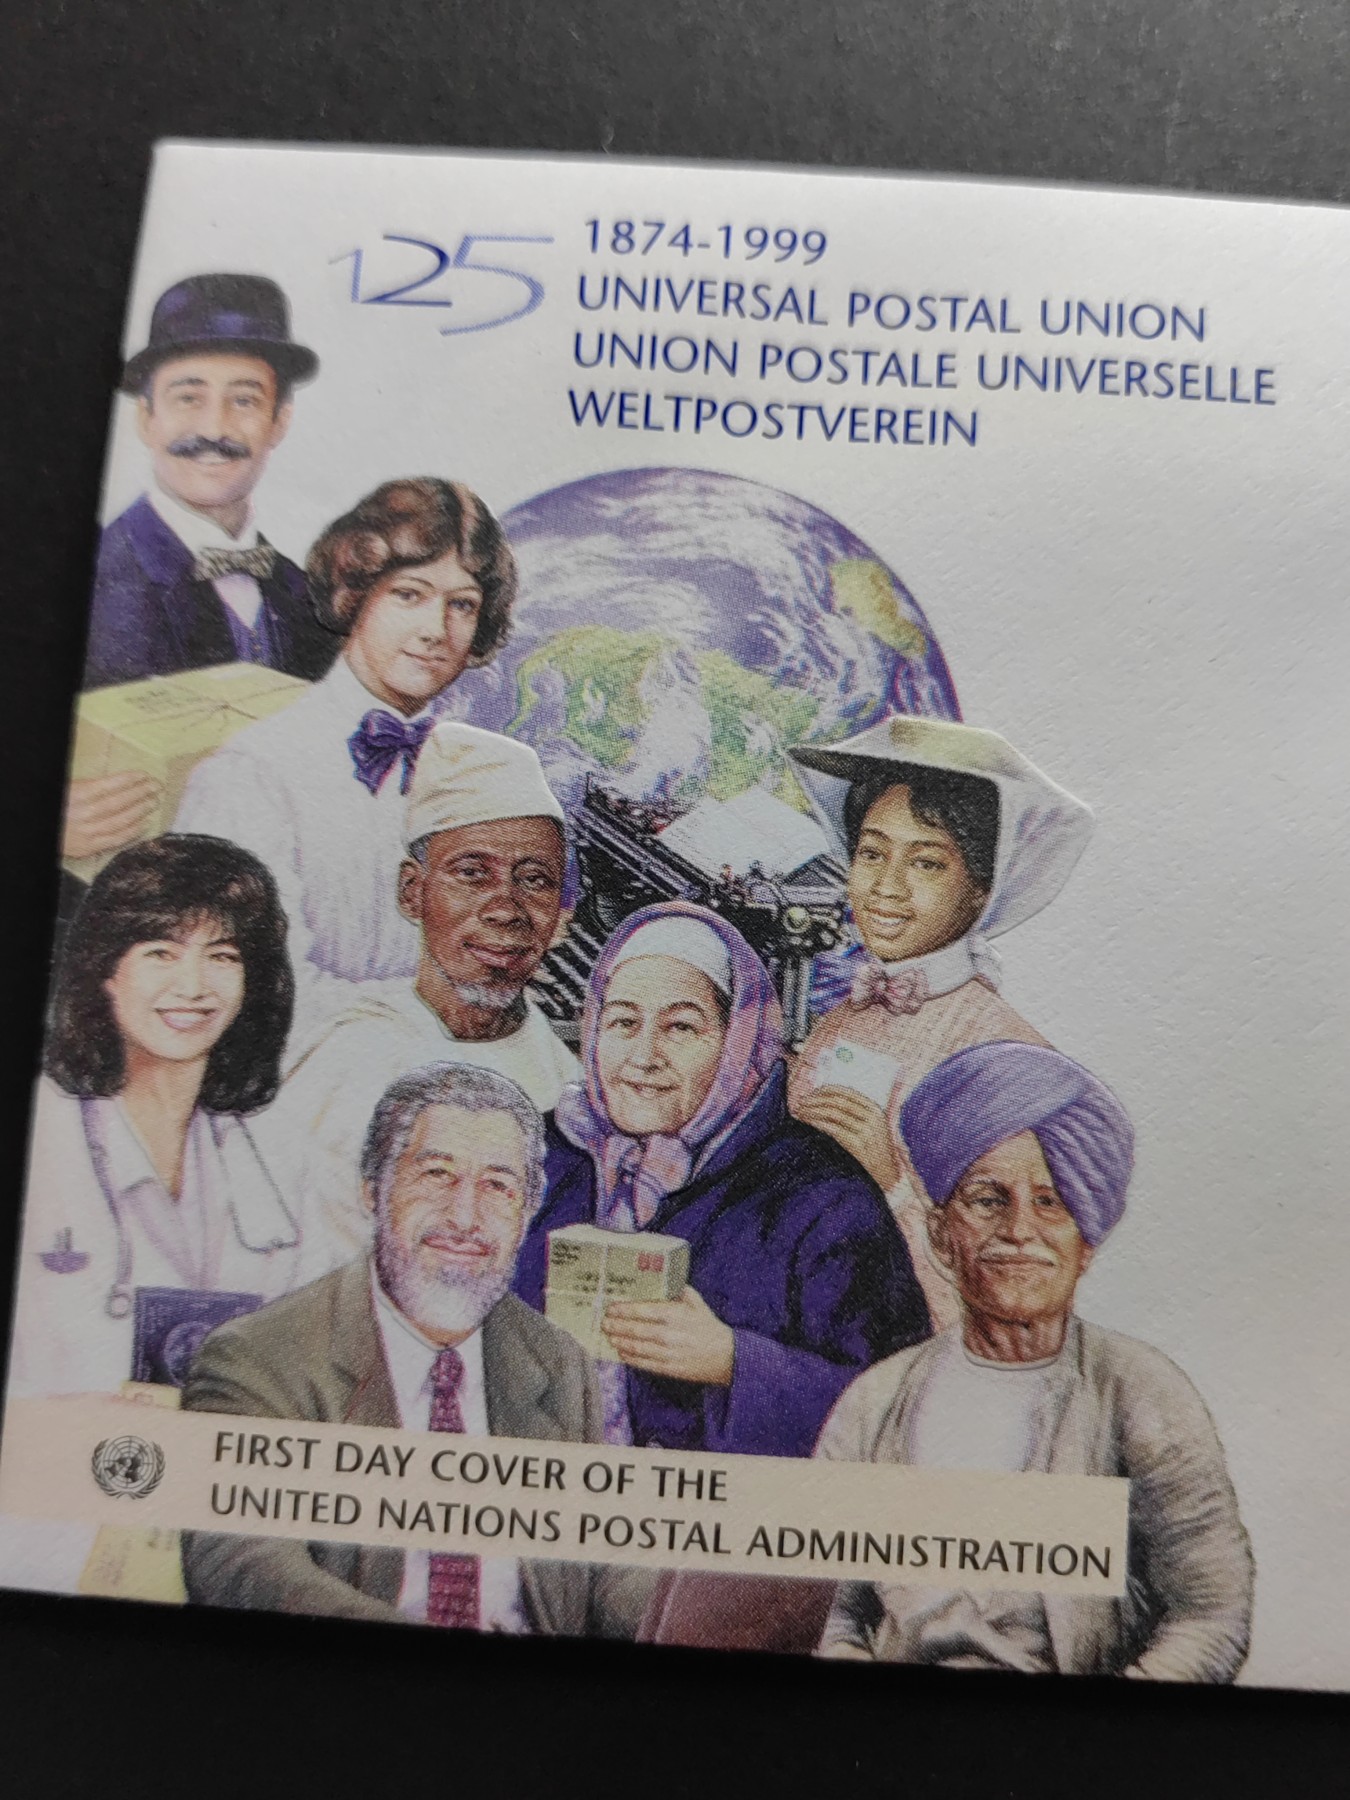 125
1874-1999
UNIVERSAL POSTAL UNION
UNION POSTALE UNIVERSELLE
WELTPOSTVEREIN
FIRST DAY COVER OF THE
UNITED NATIONS POSTAL ADMINISTRATION